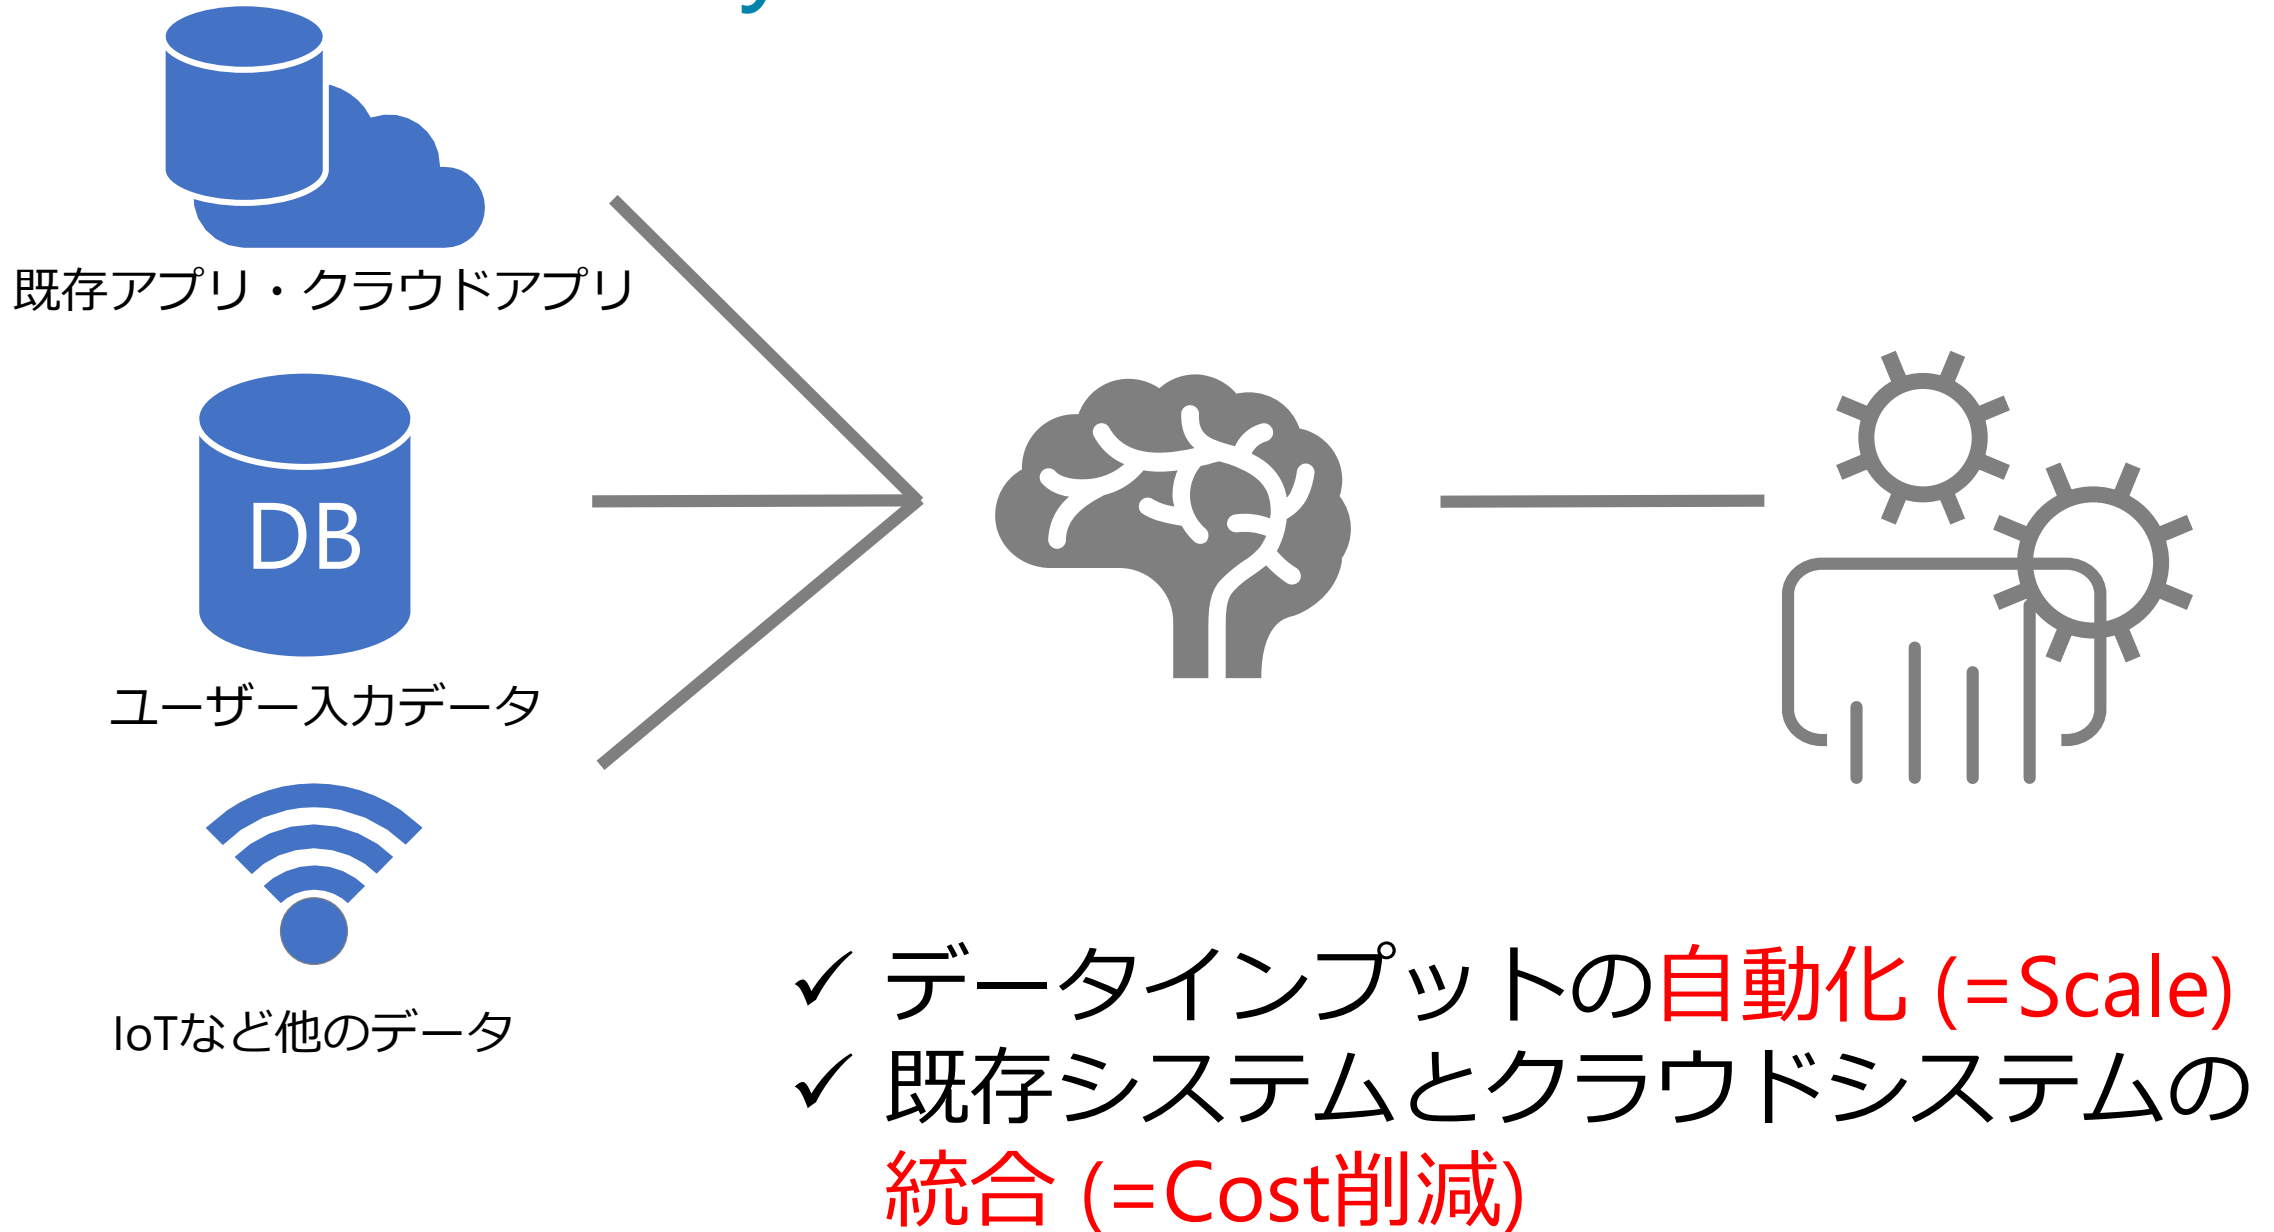 既存アプリ・クラウドアプリ
DB
ユーザー入力データ
IoTなど他のデータ
✓ データインプットの自動化 (=Scale)
✓ 既存システムとクラウドシステムの
統合 (=Cost削減)